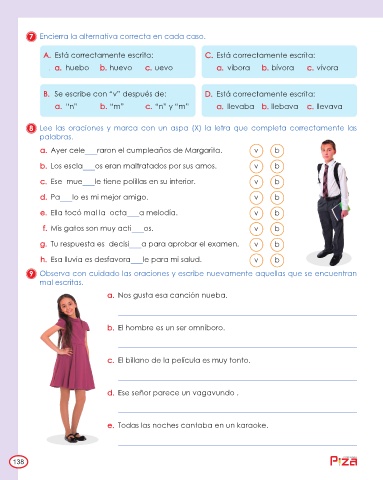 7 Encierra la alternativa correcta en cada caso.
A. Está correctamente escrito:
a. huebo b. huevo c. uevo
C. Está correctamente escrita:
a. víbora b. bívora c. vívora
B. Se escribe con “v” después de:
a. “n” b. “m” c. “n” y “m”
D. Está correctamente escrita:
a. llevaba b. llebava c. llevava
8 Lee las oraciones y marca con un aspa (X) la letra que completa correctamente las
palabras.
a. Ayer cele___raron el cumpleaños de Margarita. v b
b. Los escla___os eran maltratados por sus amos. v b
c. Ese mue___le tiene polillas en su interior. v b
d. Pa___lo es mi mejor amigo. v b
e. Ella tocó mal la octa___a melodía. v b
f. Mis gatos son muy acti___os. v b
g. Tu respuesta es decisi___a para aprobar el examen. v b
h. Esa lluvia es desfavora___le para mi salud. v b
9 Observa con cuidado las oraciones y escribe nuevamente aquellas que se encuentran
mal escritas.
a. Nos gusta esa canción nueba.
b. El hombre es un ser omníboro.
c. El billano de la película es muy tonto.
d. Ese señor parece un vagavundo .
e. Todas las noches cantaba en un karaoke.
138
Piza